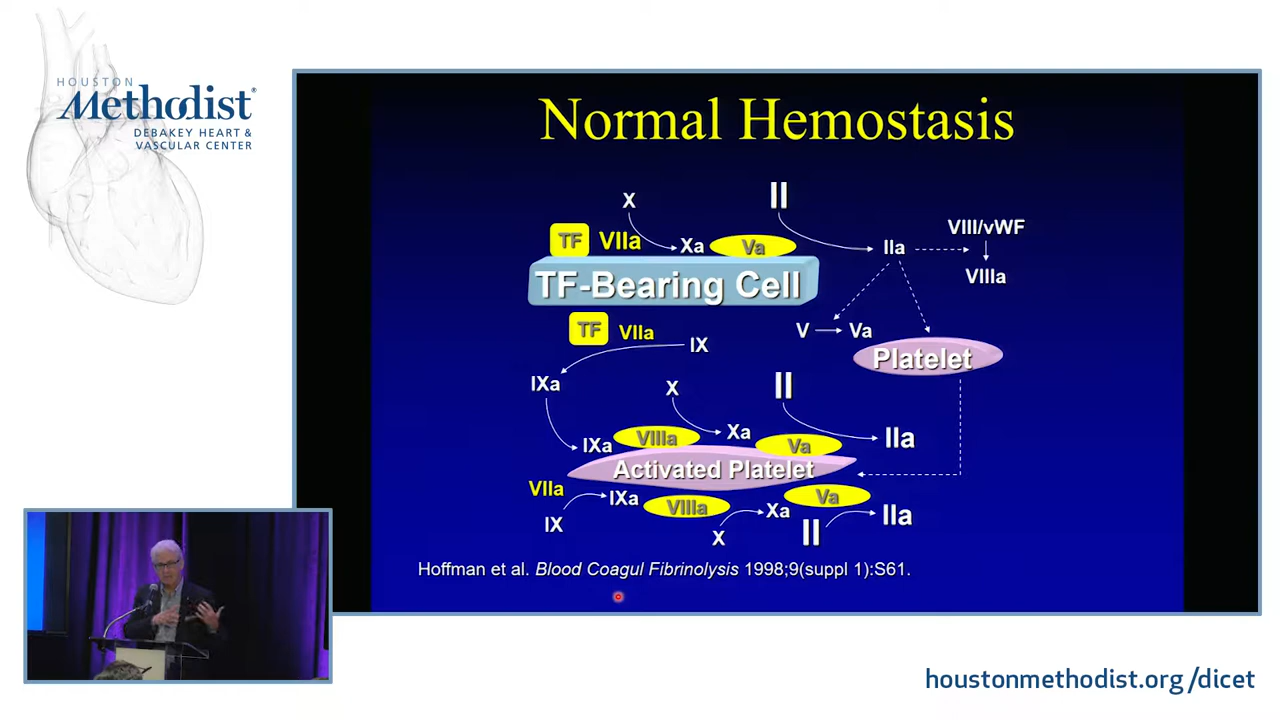 HOUSTON
Methodist®
DEBAKEY HEART &
VASCULAR CENTER
Normal Hemostasis
X
II
TF
VIIa
Xa
Va
IIa
VIII/vWF
VIIIa
TF-Bearing Cell
TF
VIIa
IX
V
Va
Platelet
IXa
X
II
IXa
VIIIa
Xa
Va
IIa
Activated Platelet
VIIa
IXa
VIIIa
Xa
Va
IIa
IX
X
II
Hoffman et al. Blood Coagul Fibrinolysis 1998;9(suppl 1):S61.
houstonmethodist.org/dicet